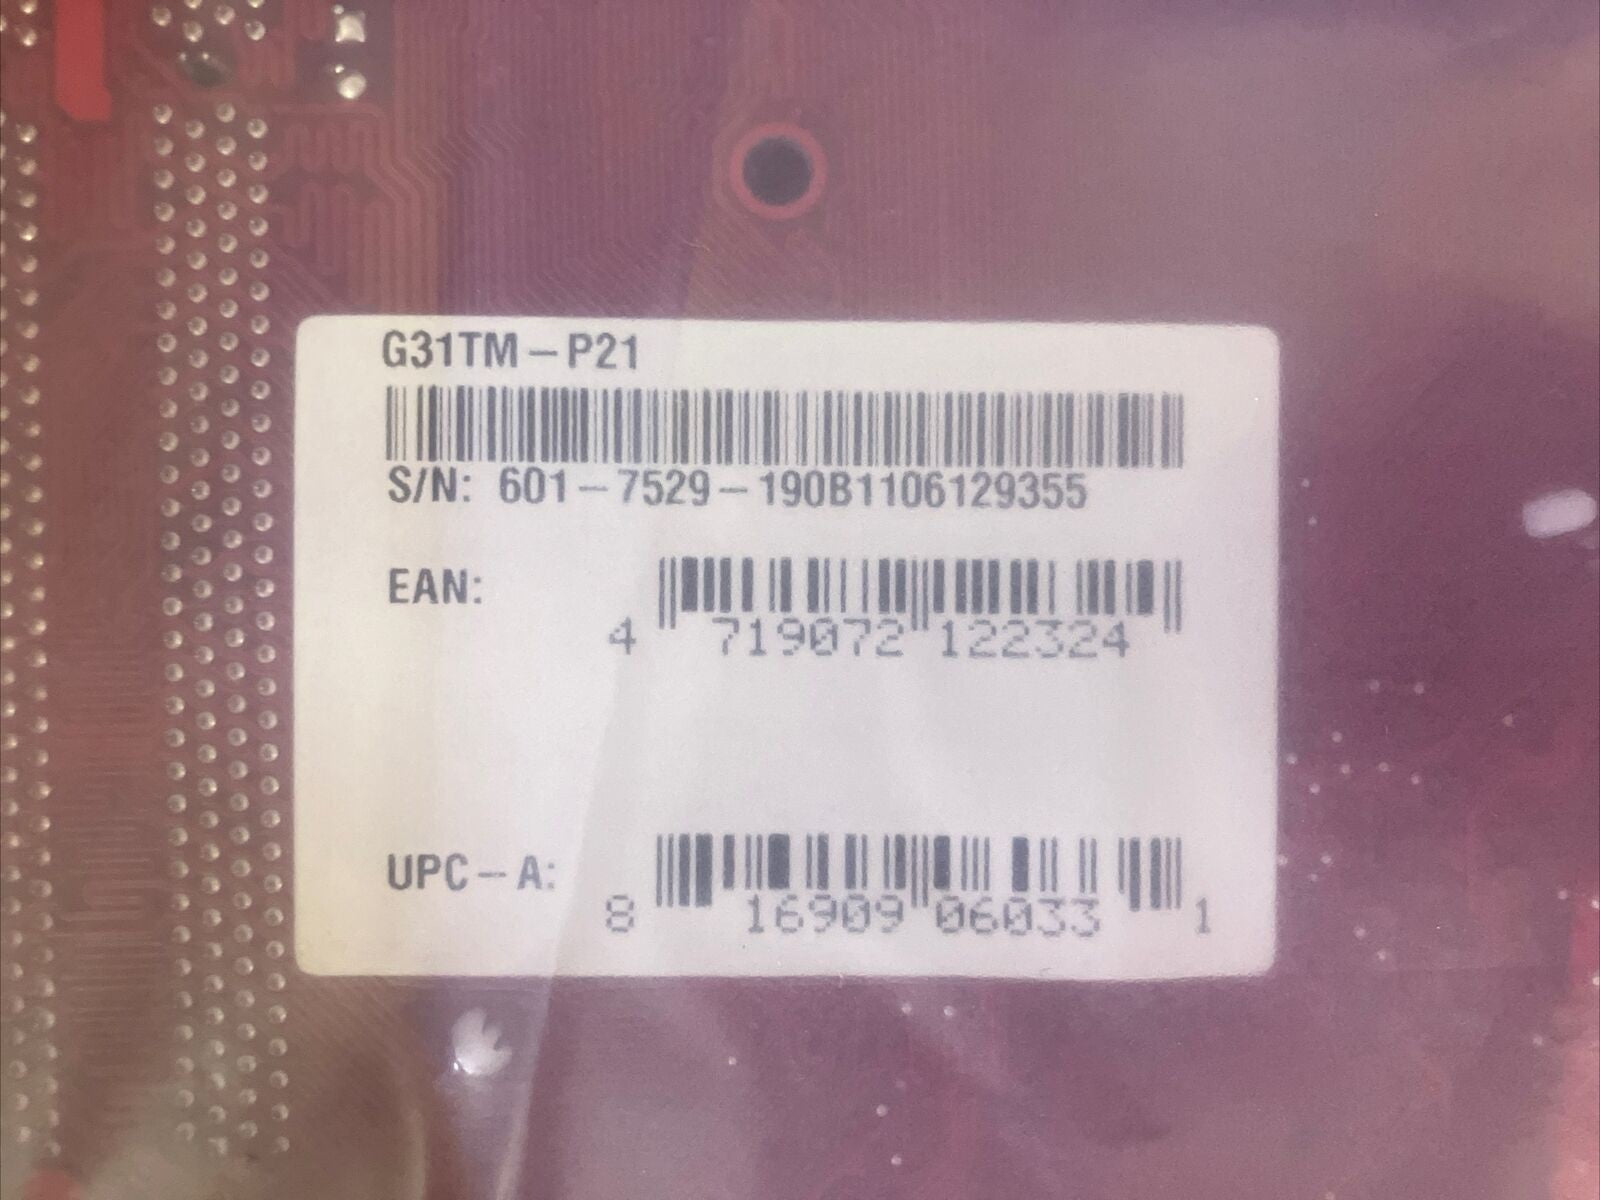 G31TM-P21
S/N: 601-7529-190B1106129355
EAN:
4 719072 122324
UPC-A:
8 16909 06033 1